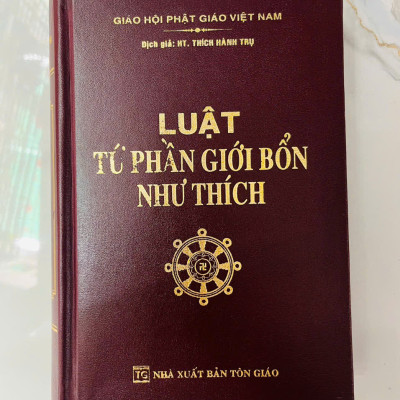 GIÁO HỘI PHẬT GIÁO VIỆT NAM
Dịch giả: HT. THÍCH HÀNH TRỤ
LUẬT
TỨ PHẦN GIỚI BỔN
NHƯ THÍCH
卍
TG NHÀ XUẤT BẢN TÔN GIÁO